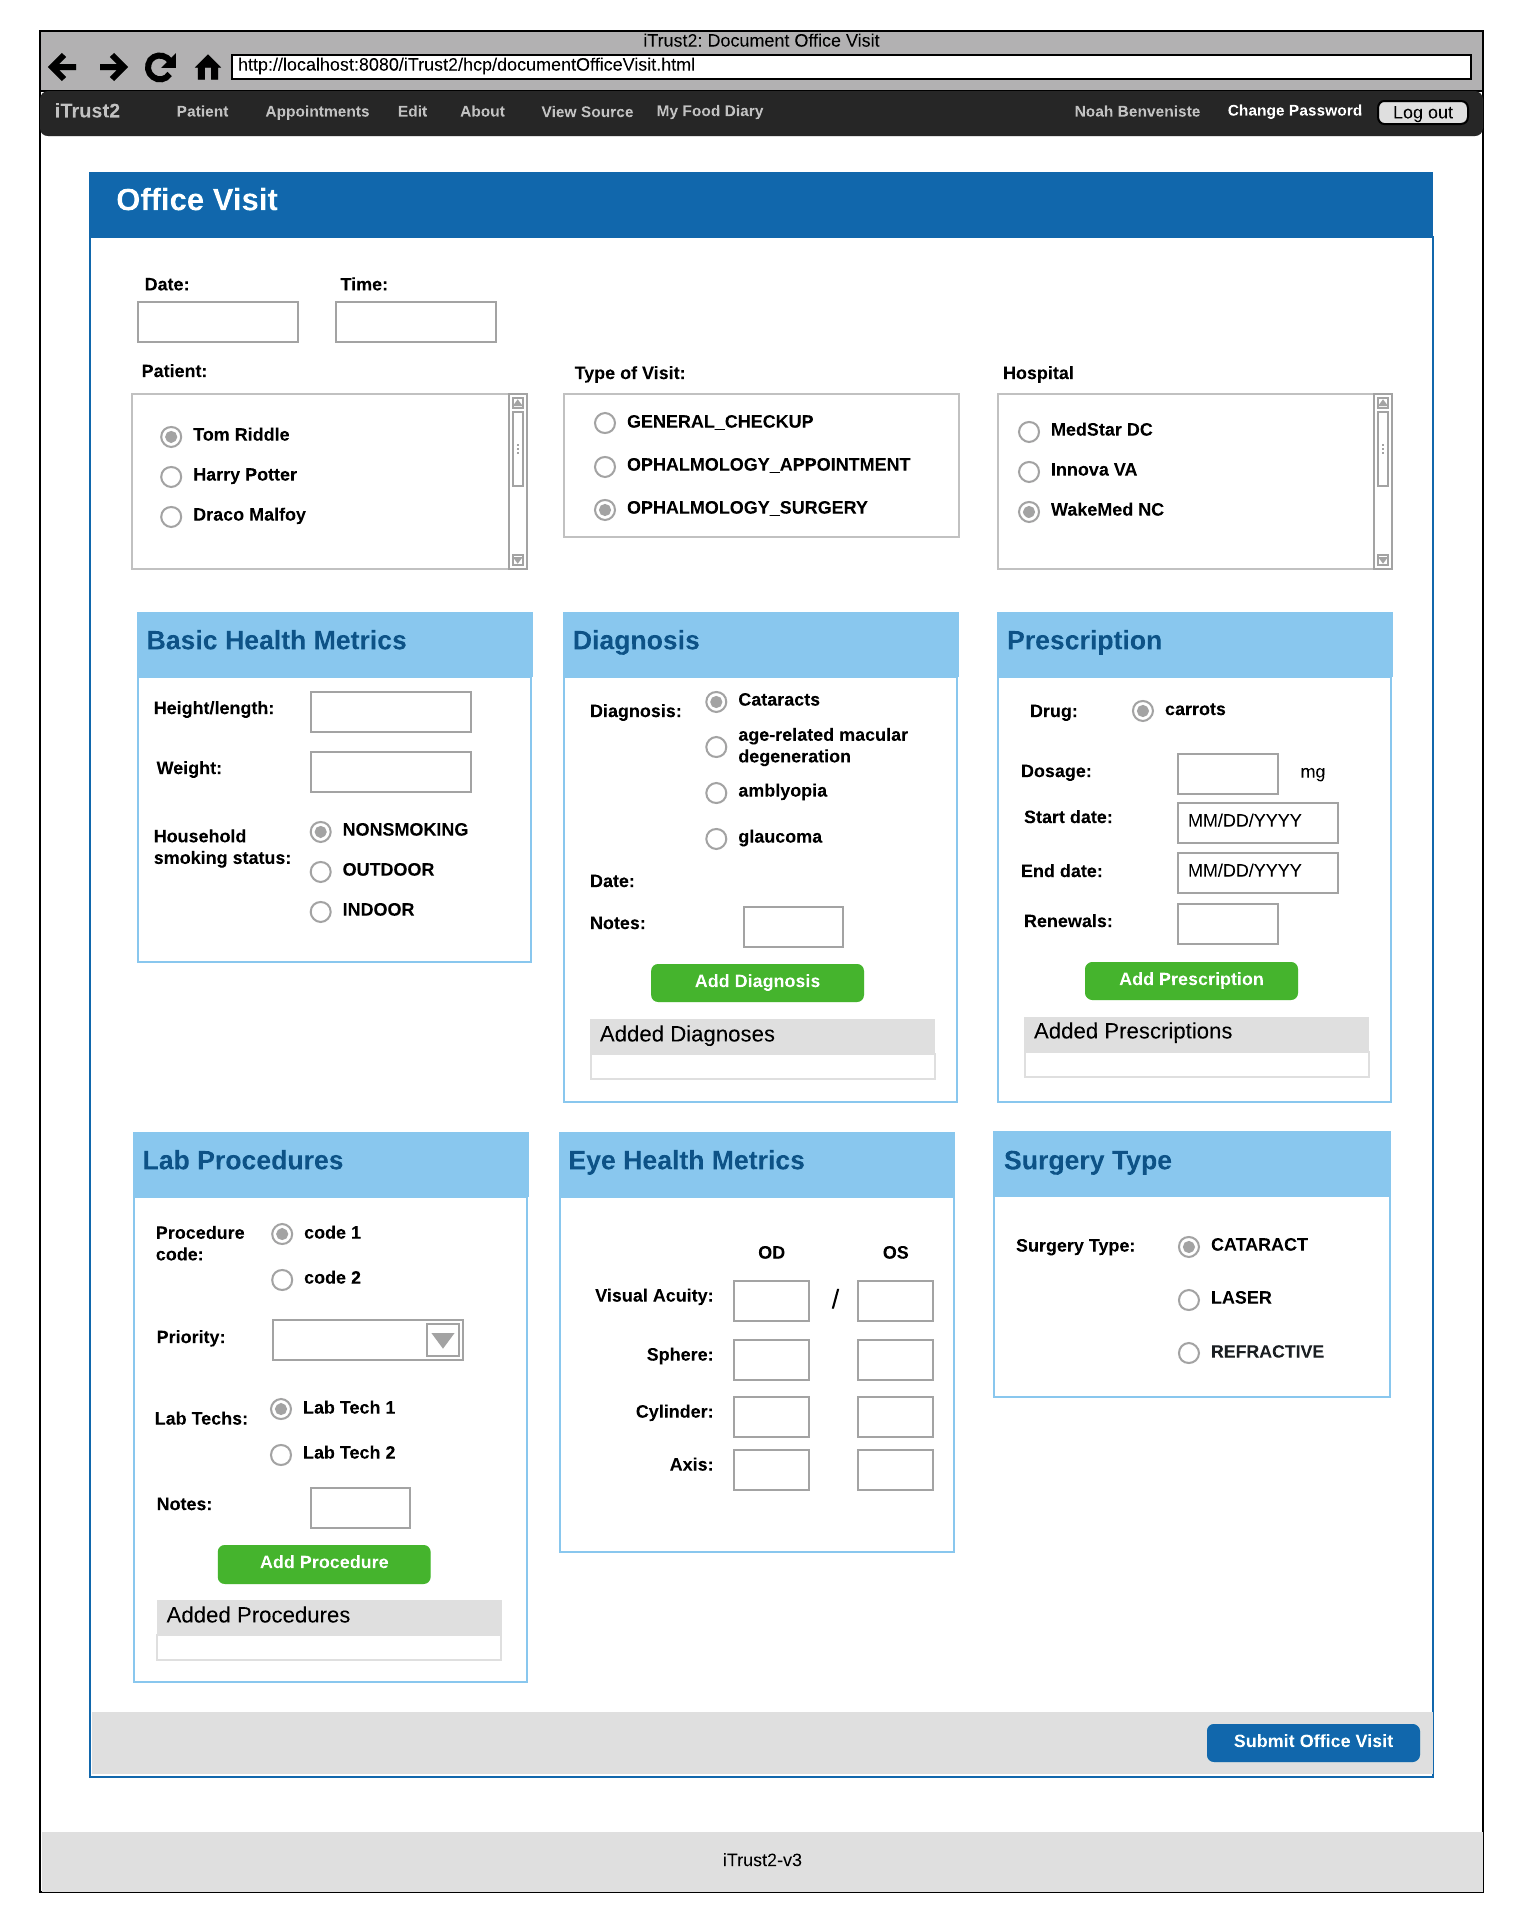 iTrust2: Document Office Visit
http://localhost:8080/iTrust2/hcp/documentOfficeVisit.html
iTrust2 Patient Appointments Edit About View Source My Food Diary Noah Benveniste Change Password Log out
Office Visit
Date: Time:
Patient:
Tom Riddle
Harry Potter
Draco Malfoy
Type of Visit:
GENERAL_CHECKUP
OPHALMOLOGY_APPOINTMENT
OPHALMOLOGY_SURGERY
Hospital
MedStar DC
Innova VA
WakeMed NC
Basic Health Metrics
Height/length:
Weight:
Household
smoking status:
NONSMOKING
OUTDOOR
INDOOR
Diagnosis
Diagnosis:
Cataracts
age-related macular
degeneration
amblyopia
glaucoma
Date:
Notes:
Add Diagnosis
Added Diagnoses
Prescription
Drug: carrots
Dosage: mg
Start date: MM/DD/YYYY
End date: MM/DD/YYYY
Renewals:
Add Prescription
Added Prescriptions
Lab Procedures
Procedure
code:
code 1
code 2
Priority:
Lab Techs:
Lab Tech 1
Lab Tech 2
Notes:
Add Procedure
Added Procedures
Eye Health Metrics
OD OS
Visual Acuity: /
Sphere:
Cylinder:
Axis:
Surgery Type
Surgery Type: CATARACT
LASER
REFRACTIVE
Submit Office Visit
iTrust2-v3